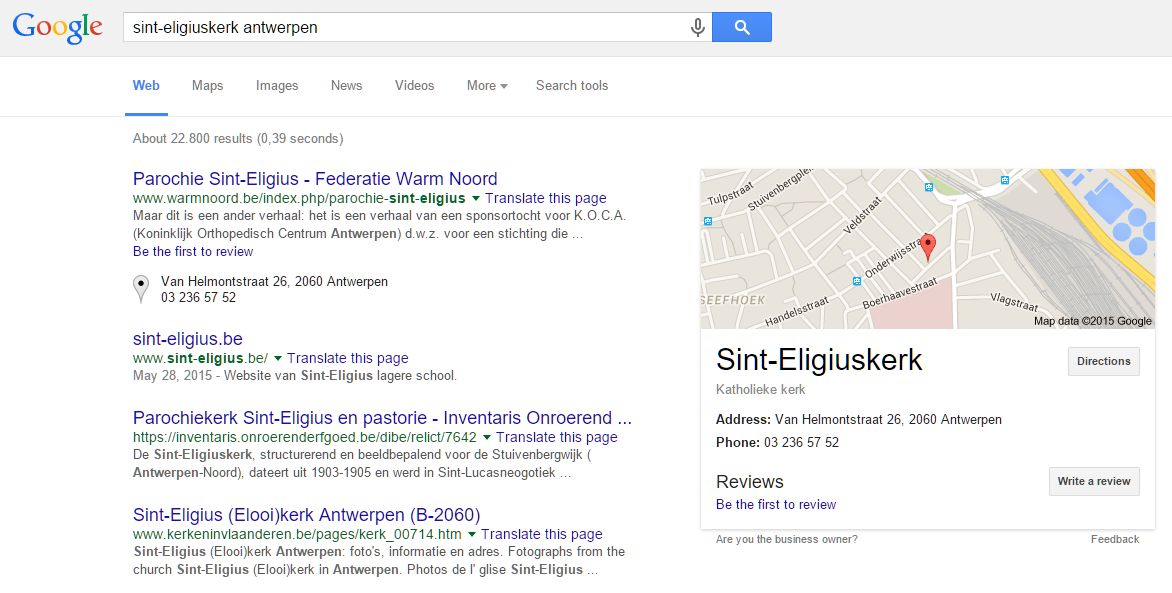 Google
sint-eligiuskerk antwerpen
Web Maps Images News Videos More Search tools
About 22.800 results (0,39 seconds)
Parochie Sint-Eligius - Federatie Warm Noord
www.warmnoord.be/index.php/parochie-sint-eligius Translate this page
Maar dit is een ander verhaal: het is een verhaal van een sponsortocht voor K.O.C.A.
(Koninklijk Orthopedisch Centrum Antwerpen) d.w.z. voor een stichting die ...
Be the first to review
Van Helmontstraat 26, 2060 Antwerpen
03 236 57 52
sint-eligius.be
www.sint-eligius.be/ Translate this page
May 28, 2015 - Website van Sint-Eligius lagere school.
Parochiekerk Sint-Eligius en pastorie - Inventaris Onroerend ...
https://inventaris.onroerenderfgoed.be/dibe/relict/7642 Translate this page
De Sint-Eligiuskerk, structurerend en beeldbepalend voor de Stuivenbergwijk (
Antwerpen-Noord), dateert uit 1903-1905 en werd in Sint-Lucasneogotiek ...
Sint-Eligius (Elooi)kerk Antwerpen (B-2060)
www.kerkeninvlaanderen.be/pages/kerk_00714.htm Translate this page
Sint-Eligius (Elooi)kerk Antwerpen: foto's, informatie en adres. Fotographs from the
church Sint-Eligius (Elooi)kerk in Antwerpen. Photos de l' glise Sint-Eligius ...
Tulpstraat
Stuivenbergplei
Veldstraat
Onderwijsstraat
SEEFHOEK
Handelsstraat
Boerhaavestraat
Vlagstraat
Map data ©2015 Google
Sint-Eligiuskerk
Directions
Katholieke kerk
Address: Van Helmontstraat 26, 2060 Antwerpen
Phone: 03 236 57 52
Reviews
Write a review
Be the first to review
Are you the business owner?
Feedback